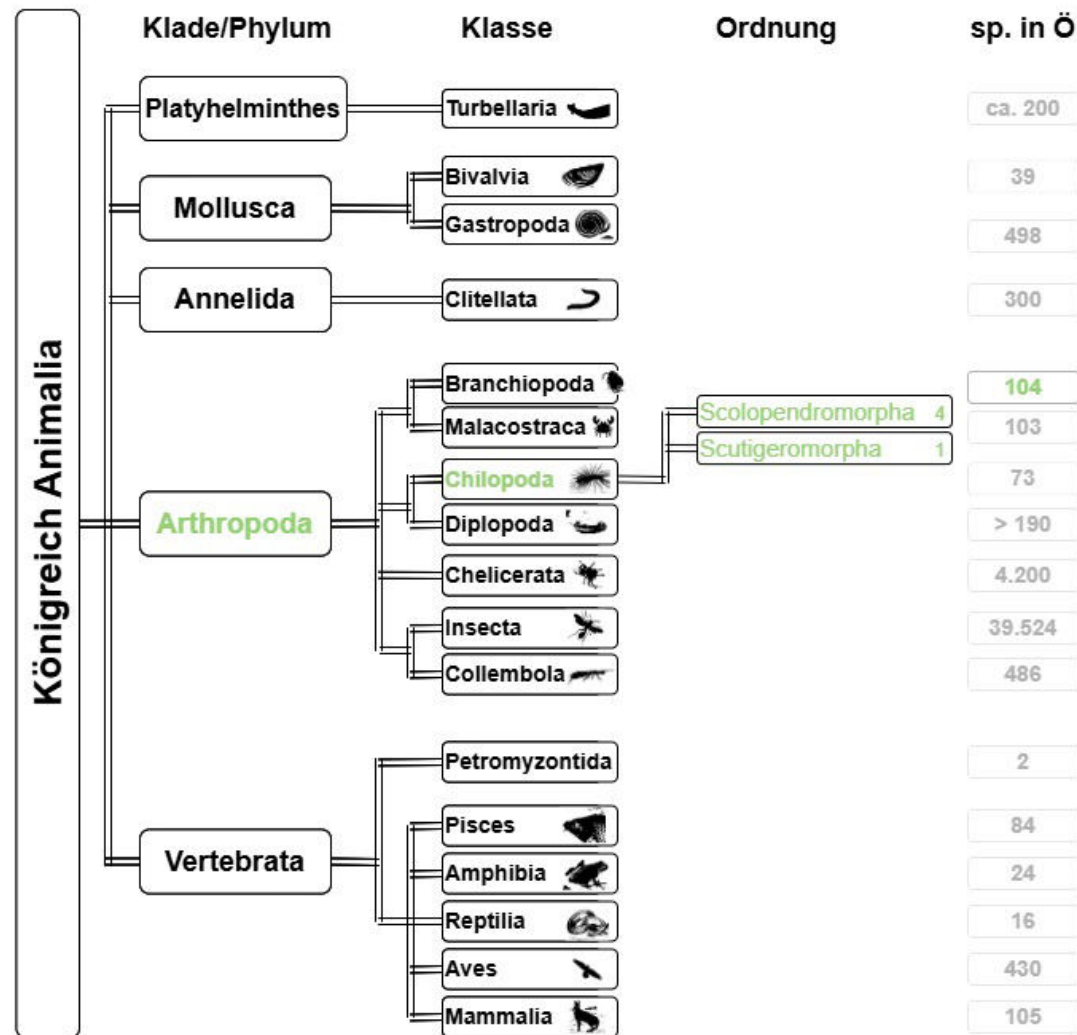 Klade/Phylum Klasse Ordnung sp. in Ö
Königreich Animalia
Platyhelminthes Turbellaria ca. 200
Mollusca Bivalvia 39
Gastropoda 498
Annelida Clitellata 300
Branchiopoda 104
Scolopendromorpha 4
Malacostraca 103
Scutigeromorpha 1
Arthropoda
Chilopoda 73
Diplopoda > 190
Chelicerata 4.200
Insecta 39.524
Collembola 486
Petromyzontida 2
Vertebrata
Pisces 84
Amphibia 24
Reptilia 16
Aves 430
Mammalia 105